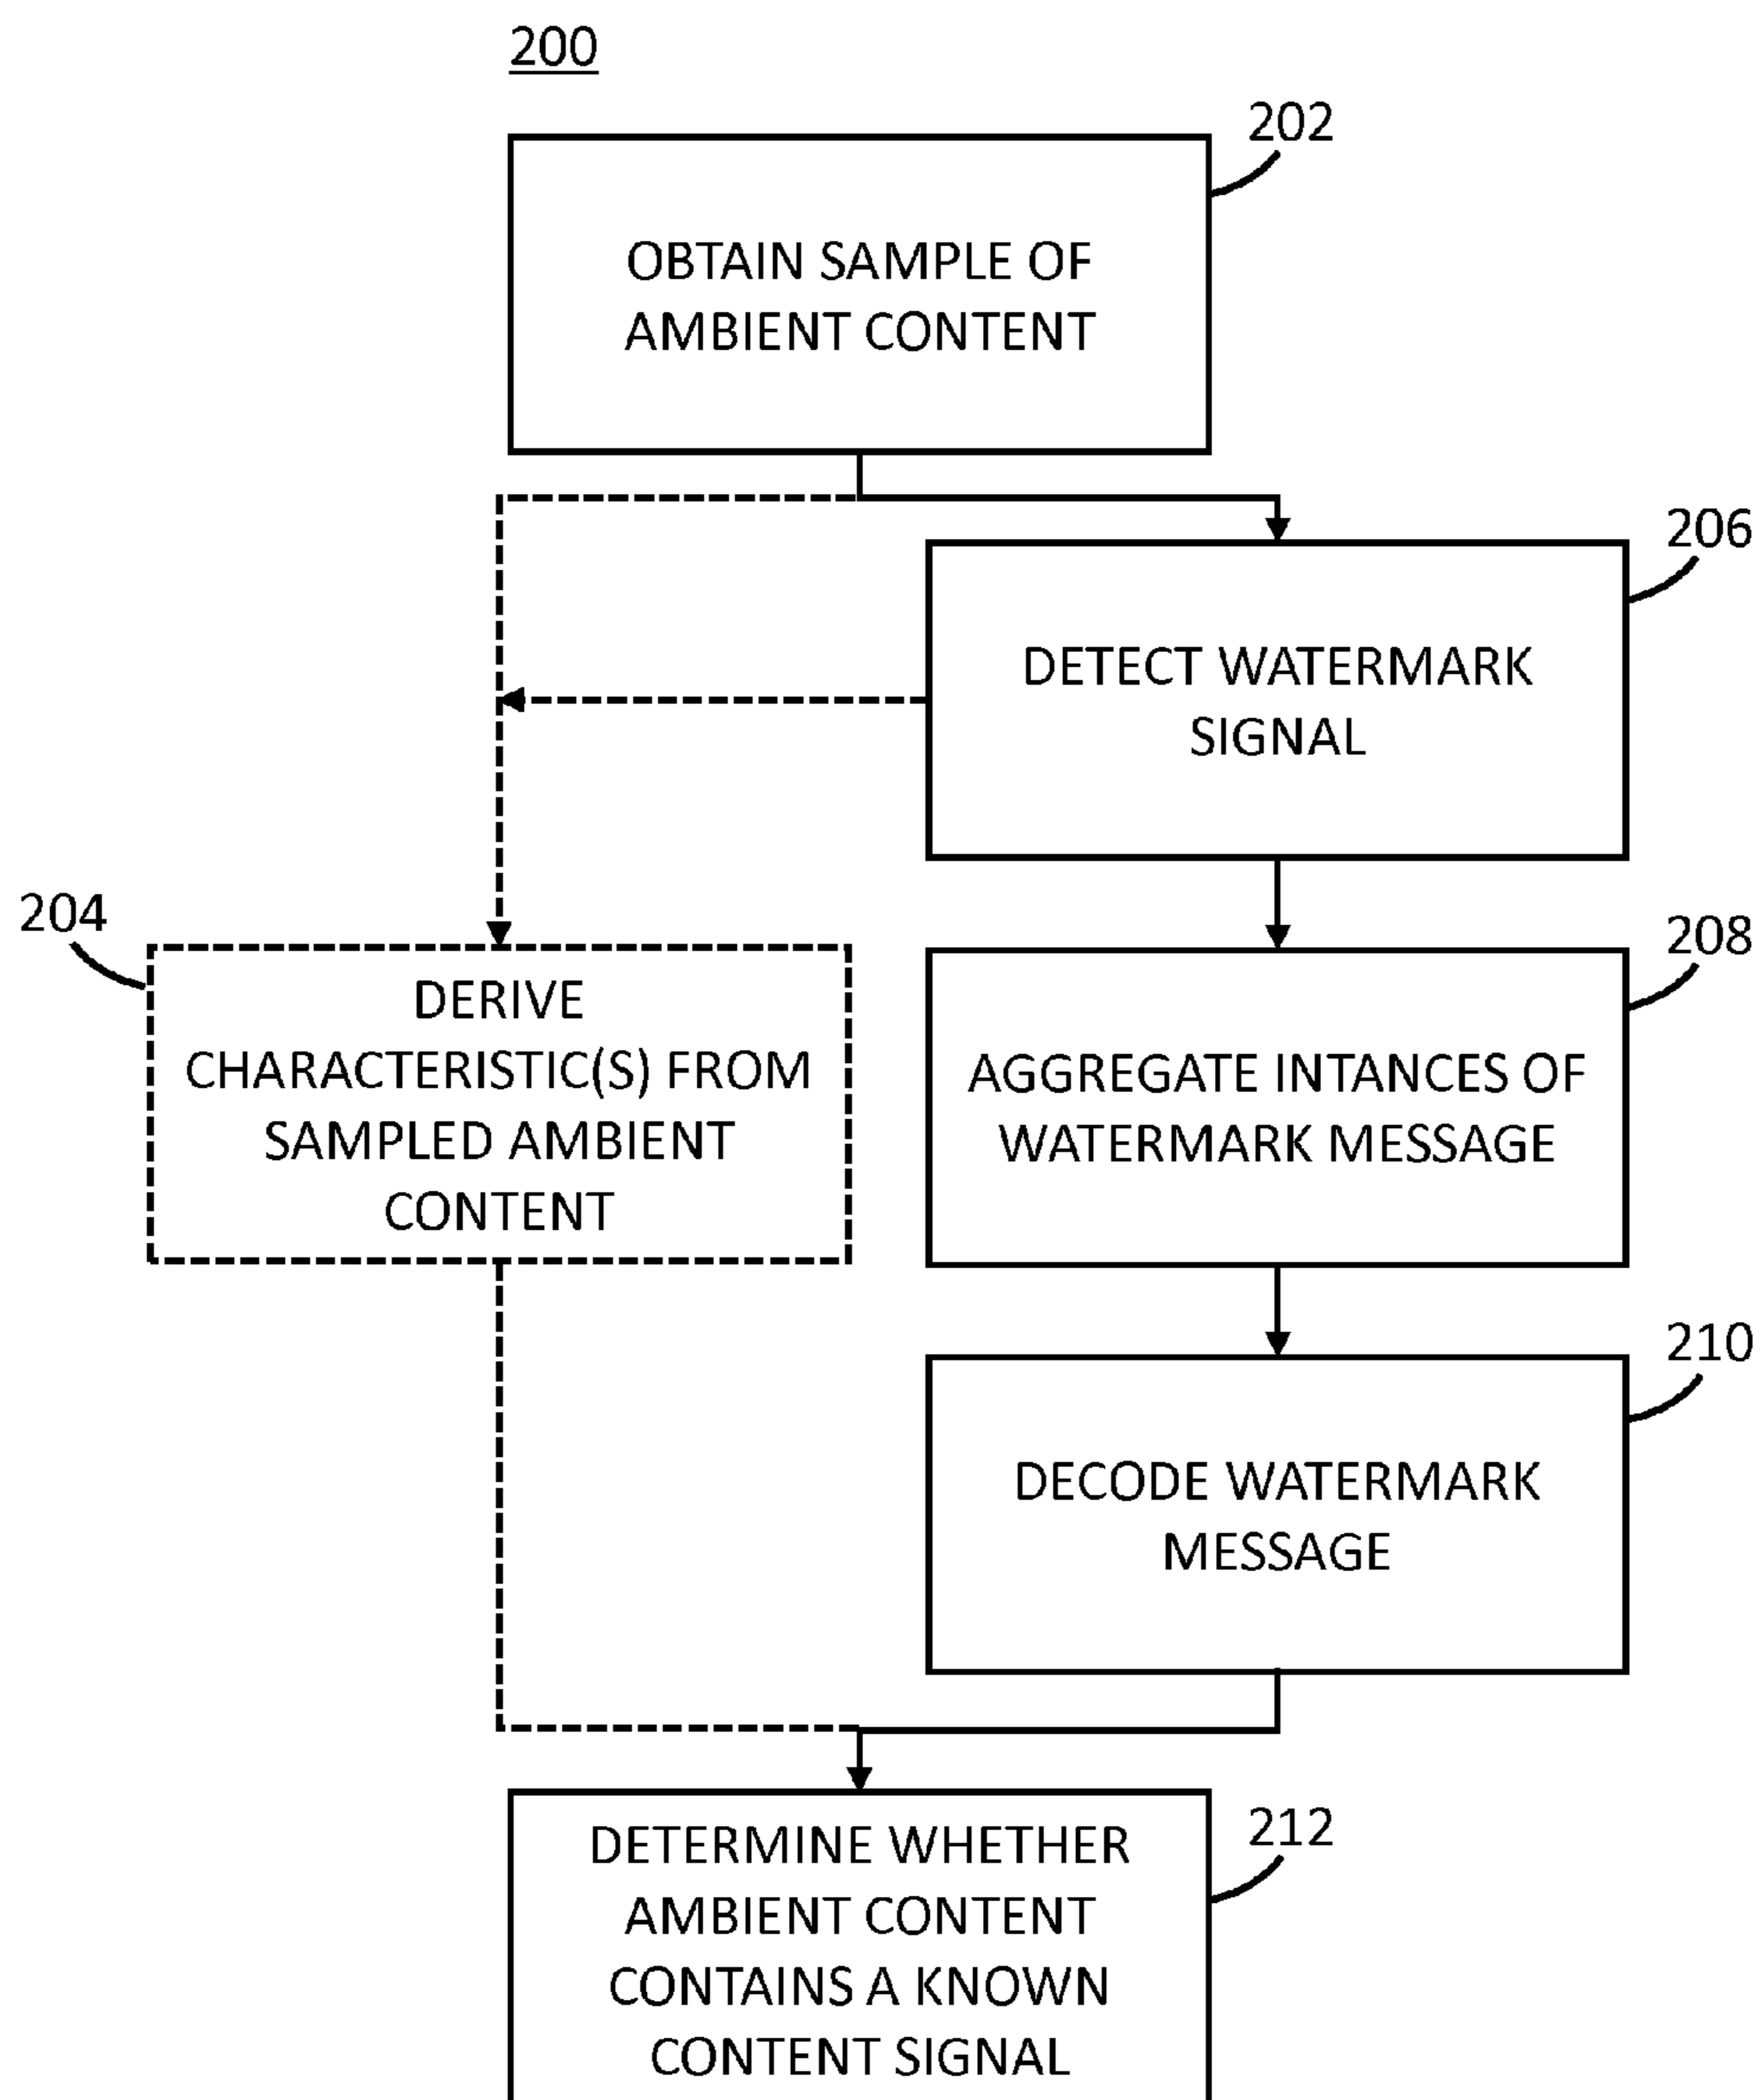 200
202
OBTAIN SAMPLE OF
AMBIENT CONTENT
206
DETECT WATERMARK
SIGNAL
204
DERIVE
CHARACTERISTIC(S) FROM
SAMPLED AMBIENT
CONTENT
208
AGGREGATE INTANCES OF
WATERMARK MESSAGE
210
DECODE WATERMARK
MESSAGE
212
DETERMINE WHETHER
AMBIENT CONTENT
CONTAINS A KNOWN
CONTENT SIGNAL